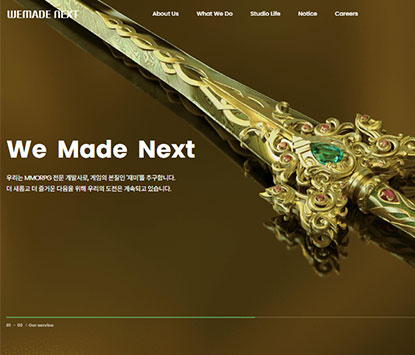 WEMADE NEXT
About Us What We Do Studio Life Notice Careers
We Made Next
우리는 MMORPG 전문 개발사로, 게임의 본질인 '재미'를 추구합니다.
더 새롭고 더 즐거운 다음을 위해 우리의 도전은 계속되고 있습니다.
01 - 03 / Our service